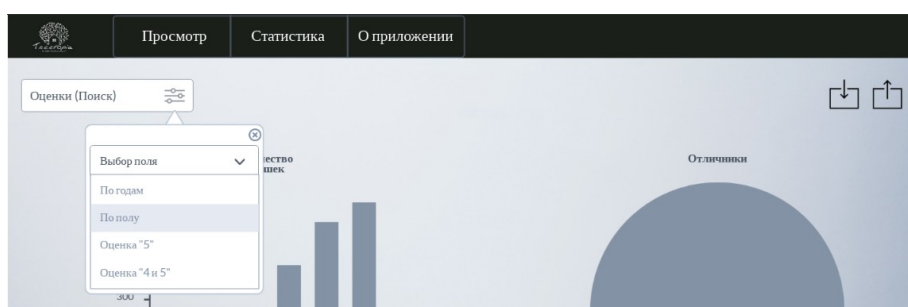 Treeтopia
Просмотр
Статистика
О приложении
Оценки (Поиск)
Выбор поля
ество
шек
Отличники
По годам
По полу
Оценка "5"
Оценка "4 и 5"
300